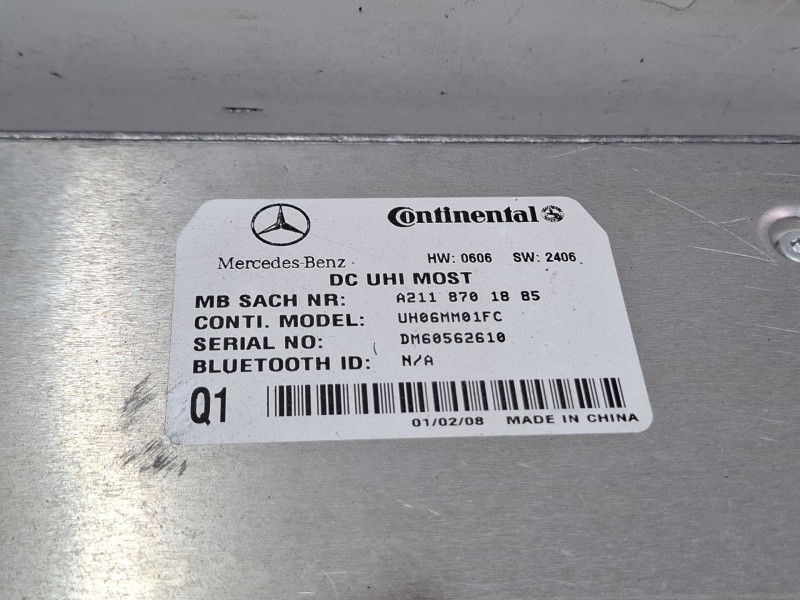 Continental
Mercedes-Benz
HW: 0606 SW: 2406
DC UHI MOST
MB SACH NR: A211 870 18 85
CONTI. MODEL: UH06MM01FC
SERIAL NO: DM60562610
BLUETOOTH ID: N/A
Q1
01/02/08 MADE IN CHINA